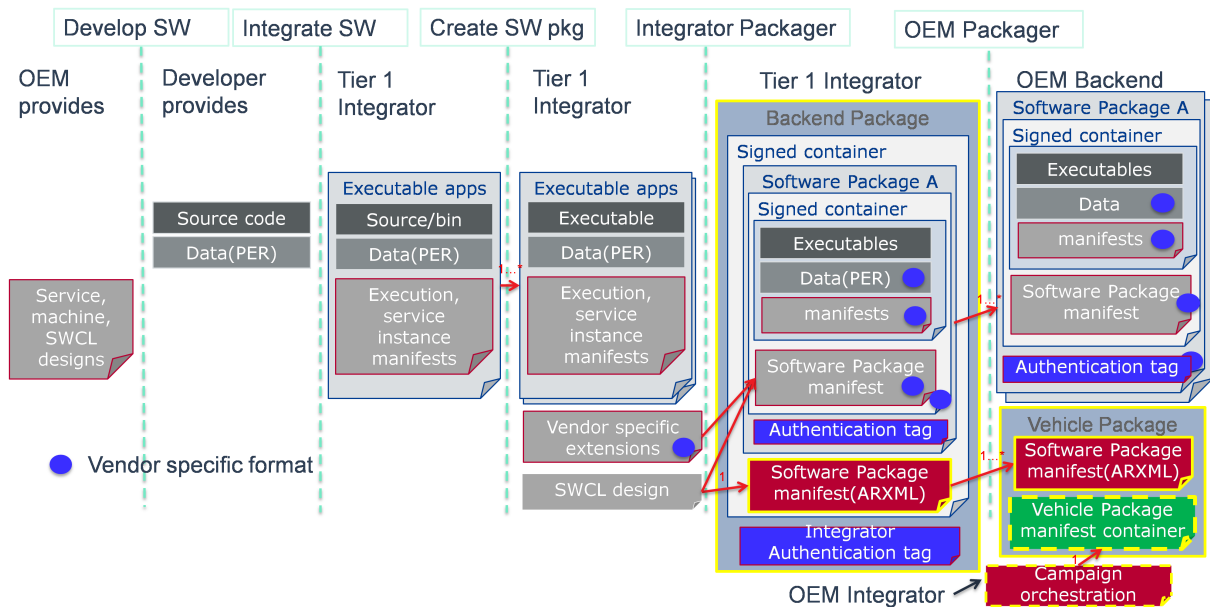 Develop SW
Integrate SW
Create SW pkg
Integrator Packager
OEM Packager
OEM
provides
Developer
provides
Tier 1
Integrator
Tier 1
Integrator
Tier 1 Integrator
OEM Backend
Service,
machine,
SWCL
designs
Source code
Data(PER)
Executable apps
Source/bin
Data(PER)
Execution,
service
instance
manifests
1...*
Executable apps
Executable
Data(PER)
Execution,
service
instance
manifests
Vendor specific
extensions
SWCL design
1
Backend Package
Signed container
Software Package A
Signed container
Executables
Data(PER)
manifests
Software Package
manifest
Authentication tag
Software Package
manifest(ARXML)
Integrator
Authentication tag
1...*
Software Package A
Signed container
Executables
Data
manifests
Software Package
manifest
Authentication tag
1...*
Vehicle Package
Software Package
manifest(ARXML)
Vehicle Package
manifest container
1
Campaign
orchestration
OEM Integrator
Vendor specific format